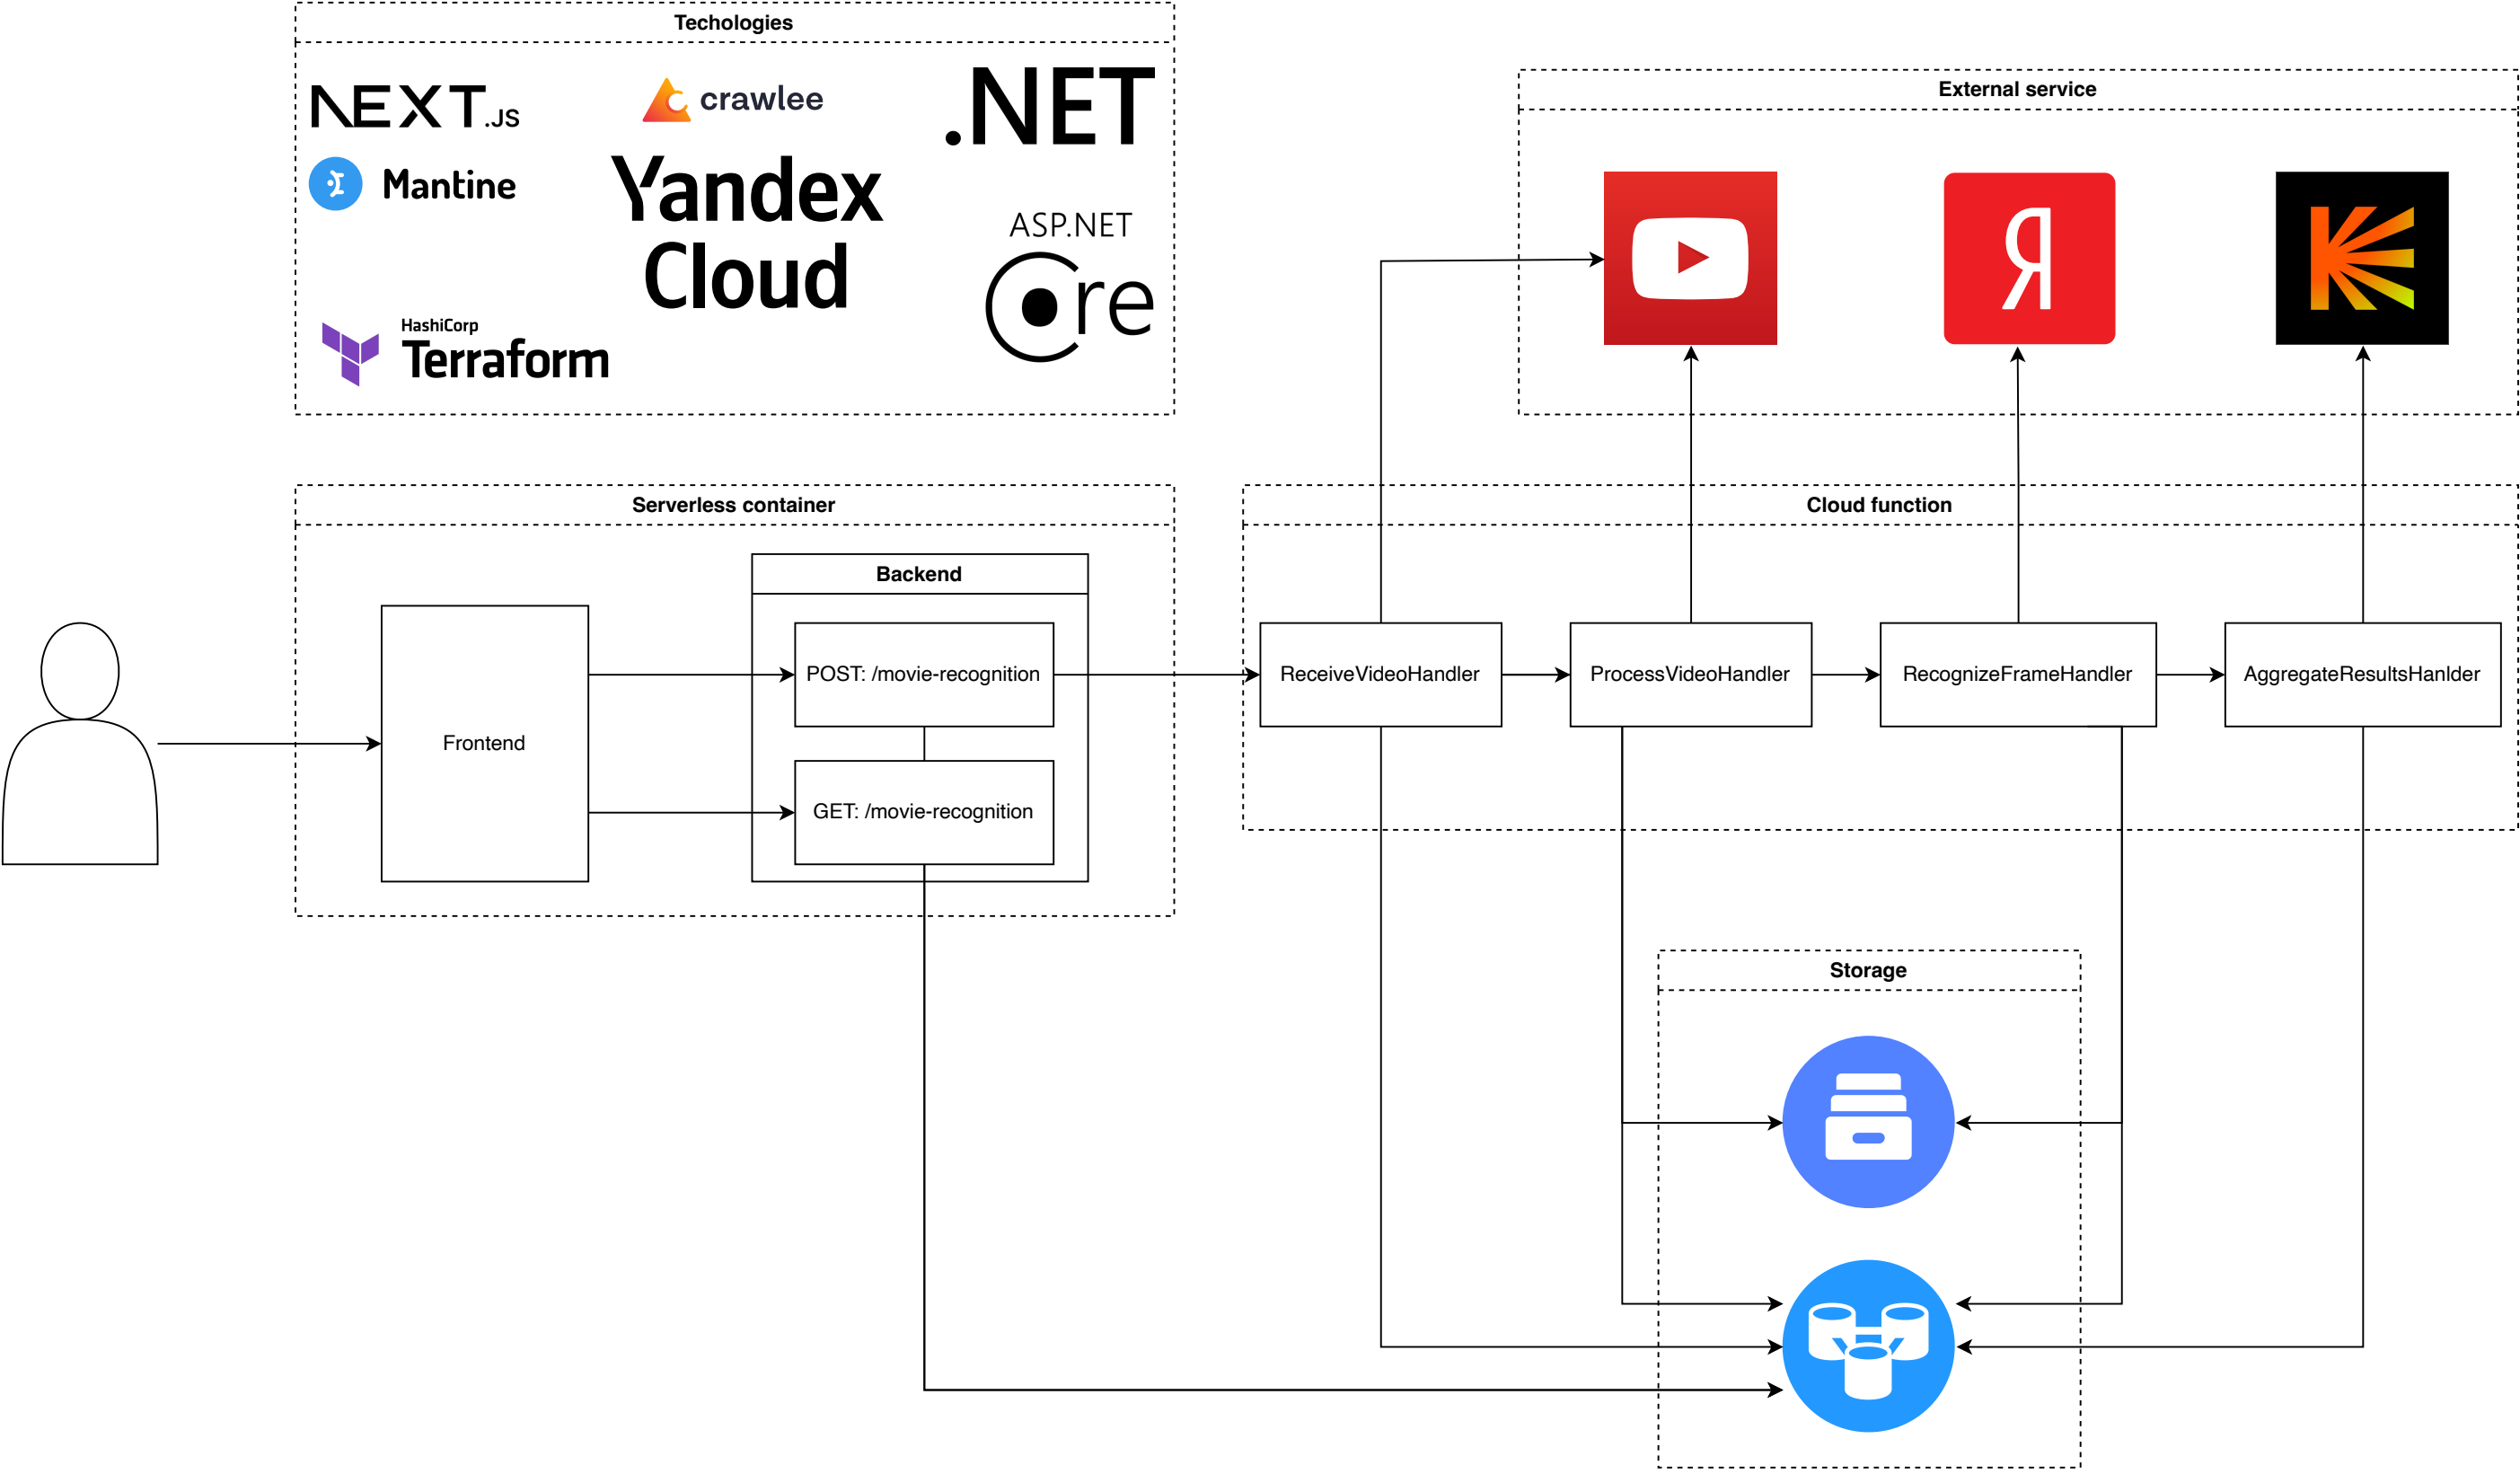 Techologies
NEXT.JS
crawlee
.NET
Mantine
Yandex
Cloud
ASP.NET
Core
HashiCorp
Terraform
External service
Я
K
Serverless container
Cloud function
Backend
POST: /movie-recognition
ReceiveVideoHandler
ProcessVideoHandler
RecognizeFrameHandler
AggregateResultsHanlder
Frontend
GET: /movie-recognition
Storage